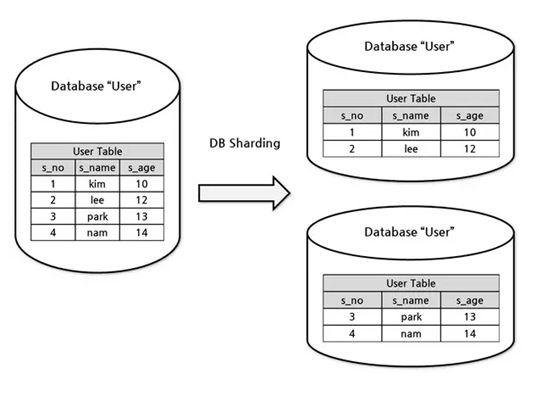 Database “User”
User Table
s_no s_name s_age
1 kim 10
2 lee 12
3 park 13
4 nam 14
DB Sharding
Database “User”
User Table
s_no s_name s_age
1 kim 10
2 lee 12
Database “User”
User Table
s_no s_name s_age
3 park 13
4 nam 14